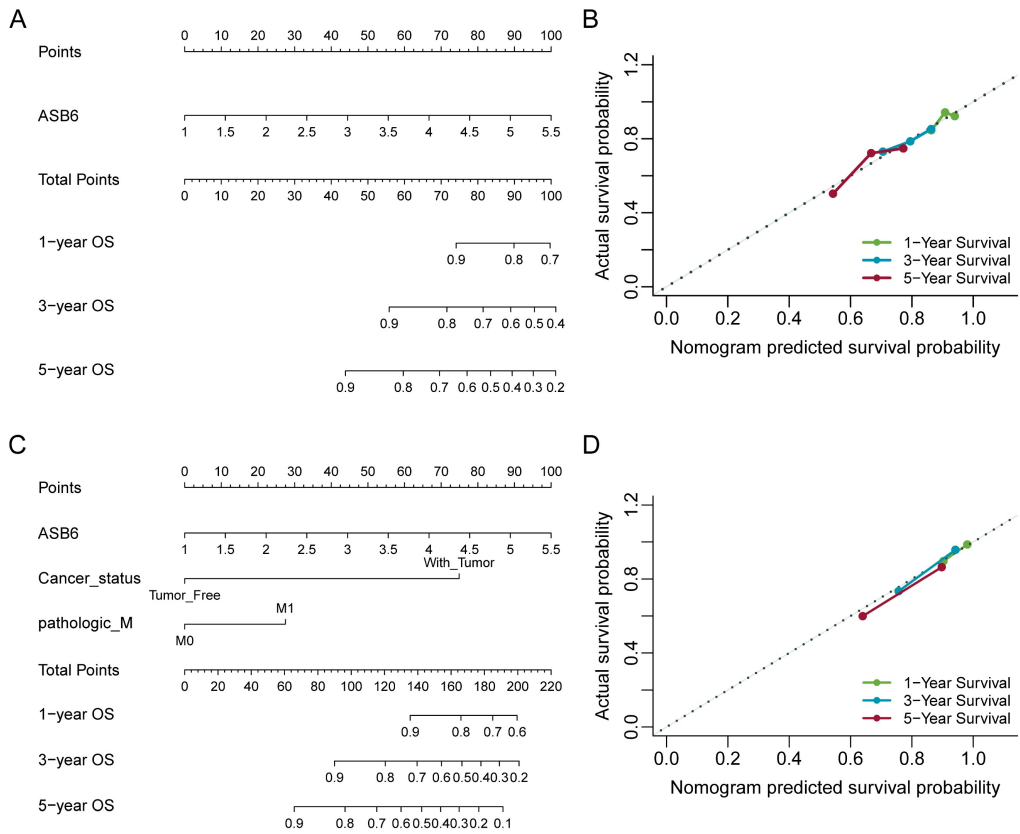 A
0 10 20 30 40 50 60 70 80 90 100
Points
ASB6
1 1.5 2 2.5 3 3.5 4 4.5 5 5.5
Total Points
0 10 20 30 40 50 60 70 80 90 100
1−year OS
0.9 0.8 0.7
3−year OS
0.9 0.8 0.7 0.6 0.5 0.4
5−year OS
0.9 0.8 0.7 0.6 0.5 0.4 0.3 0.2
B
Actual survival probability
1.2
0.8
0.4
0.0
1−Year Survival
3−Year Survival
5−Year Survival
0.0 0.2 0.4 0.6 0.8 1.0
Nomogram predicted survival probability
C
0 10 20 30 40 50 60 70 80 90 100
Points
ASB6
1 1.5 2 2.5 3 3.5 4 4.5 5 5.5
With_Tumor
Cancer_status
Tumor_Free
M1
pathologic_M
M0
Total Points
0 20 40 60 80 100 120 140 160 180 200 220
1−year OS
0.9 0.8 0.7 0.6
3−year OS
0.9 0.8 0.7 0.6 0.5 0.4 0.3 0.2
5−year OS
0.9 0.8 0.7 0.6 0.5 0.4 0.3 0.2 0.1
D
Actual survival probability
1.2
0.8
0.4
0.0
1−Year Survival
3−Year Survival
5−Year Survival
0.0 0.2 0.4 0.6 0.8 1.0
Nomogram predicted survival probability